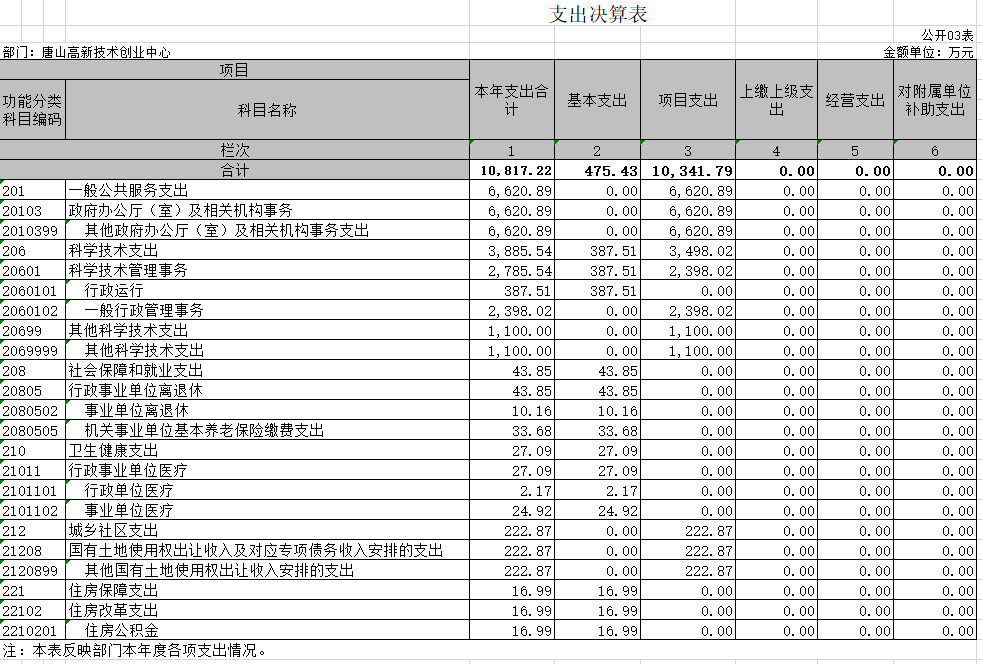 支出决算表
公开03表
部门：唐山高新技术创业中心 金额单位：万元
项目 本年支出合计 基本支出 项目支出 上缴上级支出 经营支出 对附属单位补助支出
功能分类科目编码 科目名称
栏次 1 2 3 4 5 6
合计 10,817.22 475.43 10,341.79 0.00 0.00 0.00
201 一般公共服务支出 6,620.89 0.00 6,620.89 0.00 0.00 0.00
20103 政府办公厅（室）及相关机构事务 6,620.89 0.00 6,620.89 0.00 0.00 0.00
2010399 其他政府办公厅（室）及相关机构事务支出 6,620.89 0.00 6,620.89 0.00 0.00 0.00
206 科学技术支出 3,885.54 387.51 3,498.02 0.00 0.00 0.00
20601 科学技术管理事务 2,785.54 387.51 2,398.02 0.00 0.00 0.00
2060101 行政运行 387.51 387.51 0.00 0.00 0.00 0.00
2060102 一般行政管理事务 2,398.02 0.00 2,398.02 0.00 0.00 0.00
20699 其他科学技术支出 1,100.00 0.00 1,100.00 0.00 0.00 0.00
2069999 其他科学技术支出 1,100.00 0.00 1,100.00 0.00 0.00 0.00
208 社会保障和就业支出 43.85 43.85 0.00 0.00 0.00 0.00
20805 行政事业单位离退休 43.85 43.85 0.00 0.00 0.00 0.00
2080502 事业单位离退休 10.16 10.16 0.00 0.00 0.00 0.00
2080505 机关事业单位基本养老保险缴费支出 33.68 33.68 0.00 0.00 0.00 0.00
210 卫生健康支出 27.09 27.09 0.00 0.00 0.00 0.00
21011 行政事业单位医疗 27.09 27.09 0.00 0.00 0.00 0.00
2101101 行政单位医疗 2.17 2.17 0.00 0.00 0.00 0.00
2101102 事业单位医疗 24.92 24.92 0.00 0.00 0.00 0.00
212 城乡社区支出 222.87 0.00 222.87 0.00 0.00 0.00
21208 国有土地使用权出让收入及对应专项债务收入安排的支出 222.87 0.00 222.87 0.00 0.00 0.00
2120899 其他国有土地使用权出让收入安排的支出 222.87 0.00 222.87 0.00 0.00 0.00
221 住房保障支出 16.99 16.99 0.00 0.00 0.00 0.00
22102 住房改革支出 16.99 16.99 0.00 0.00 0.00 0.00
2210201 住房公积金 16.99 16.99 0.00 0.00 0.00 0.00
注：本表反映部门本年度各项支出情况。